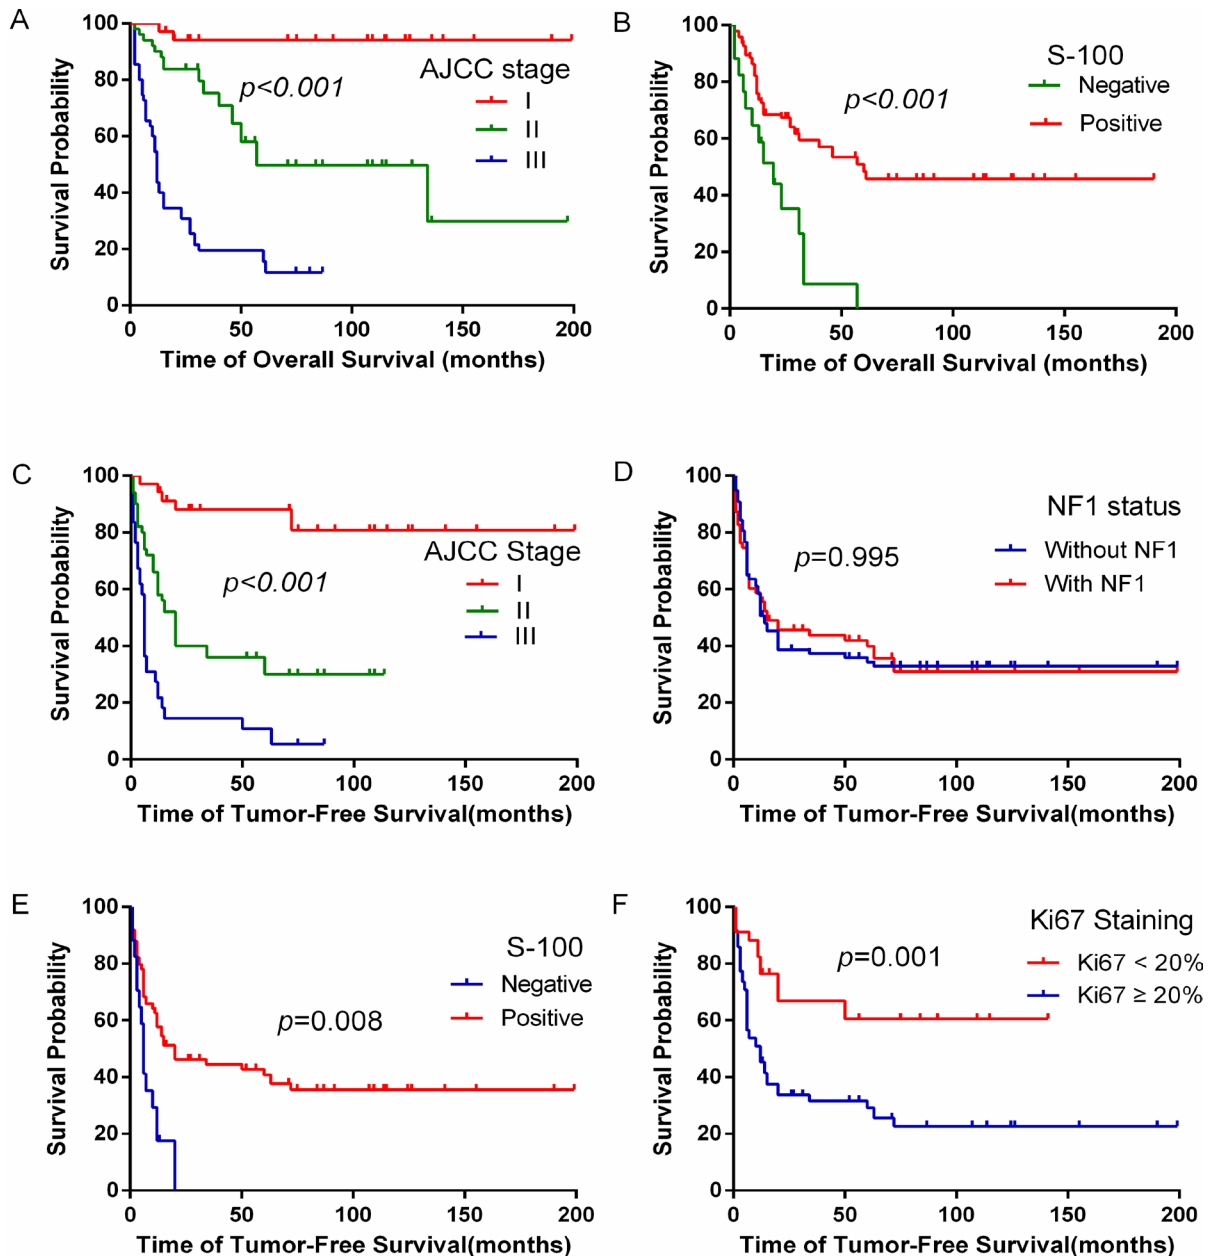 A
Survival Probability
100
80
60
40
20
0
0 50 100 150 200
Time of Overall Survival (months)
p<0.001
AJCC stage
I
II
III
B
Survival Probability
100
80
60
40
20
0
0 50 100 150 200
Time of Overall Survival (months)
p<0.001
S-100
Negative
Positive
C
Survival Probability
100
80
60
40
20
0
0 50 100 150 200
Time of Tumor-Free Survival(months)
p<0.001
AJCC Stage
I
II
III
D
Survival Probability
100
80
60
40
20
0
0 50 100 150 200
Time of Tumor-Free Survival(months)
p=0.995
NF1 status
Without NF1
With NF1
E
Survival Probability
100
80
60
40
20
0
0 50 100 150 200
Time of Tumor-Free Survival(months)
p=0.008
S-100
Negative
Positive
F
Survival Probability
100
80
60
40
20
0
0 50 100 150 200
Time of Tumor-Free Survival(months)
p=0.001
Ki67 Staining
Ki67 < 20%
Ki67 ≥ 20%